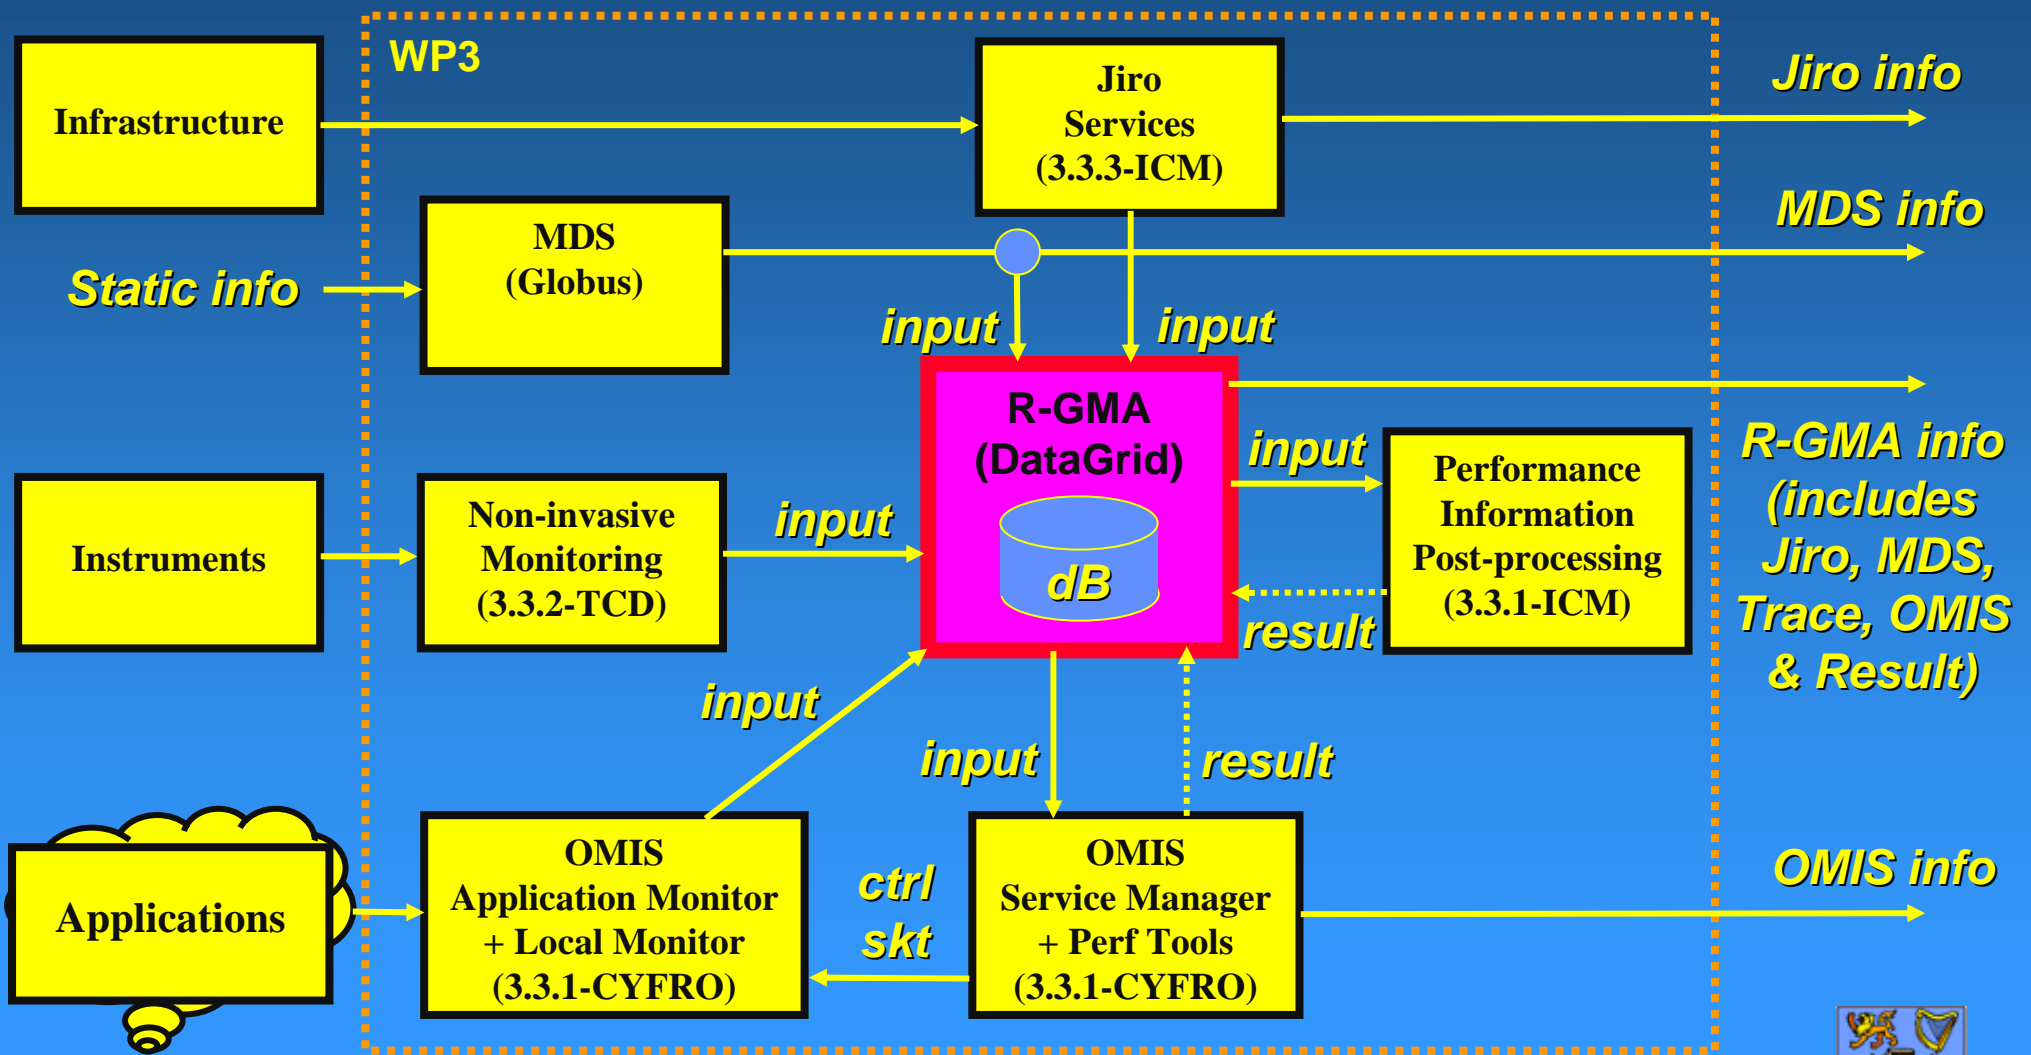 WP3
Infrastructure
Jiro
Services
(3.3.3-ICM)
Jiro info
MDS
(Globus)
MDS info
Static info
input
input
R-GMA
(DataGrid)
dB
input
Performance
Information
Post-processing
(3.3.1-ICM)
R-GMA info
(includes
Jiro, MDS,
Trace, OMIS
& Result)
Instruments
Non-invasive
Monitoring
(3.3.2-TCD)
input
result
input
input
result
Applications
OMIS
Application Monitor
+ Local Monitor
(3.3.1-CYFRO)
ctrl
skt
OMIS
Service Manager
+ Perf Tools
(3.3.1-CYFRO)
OMIS info